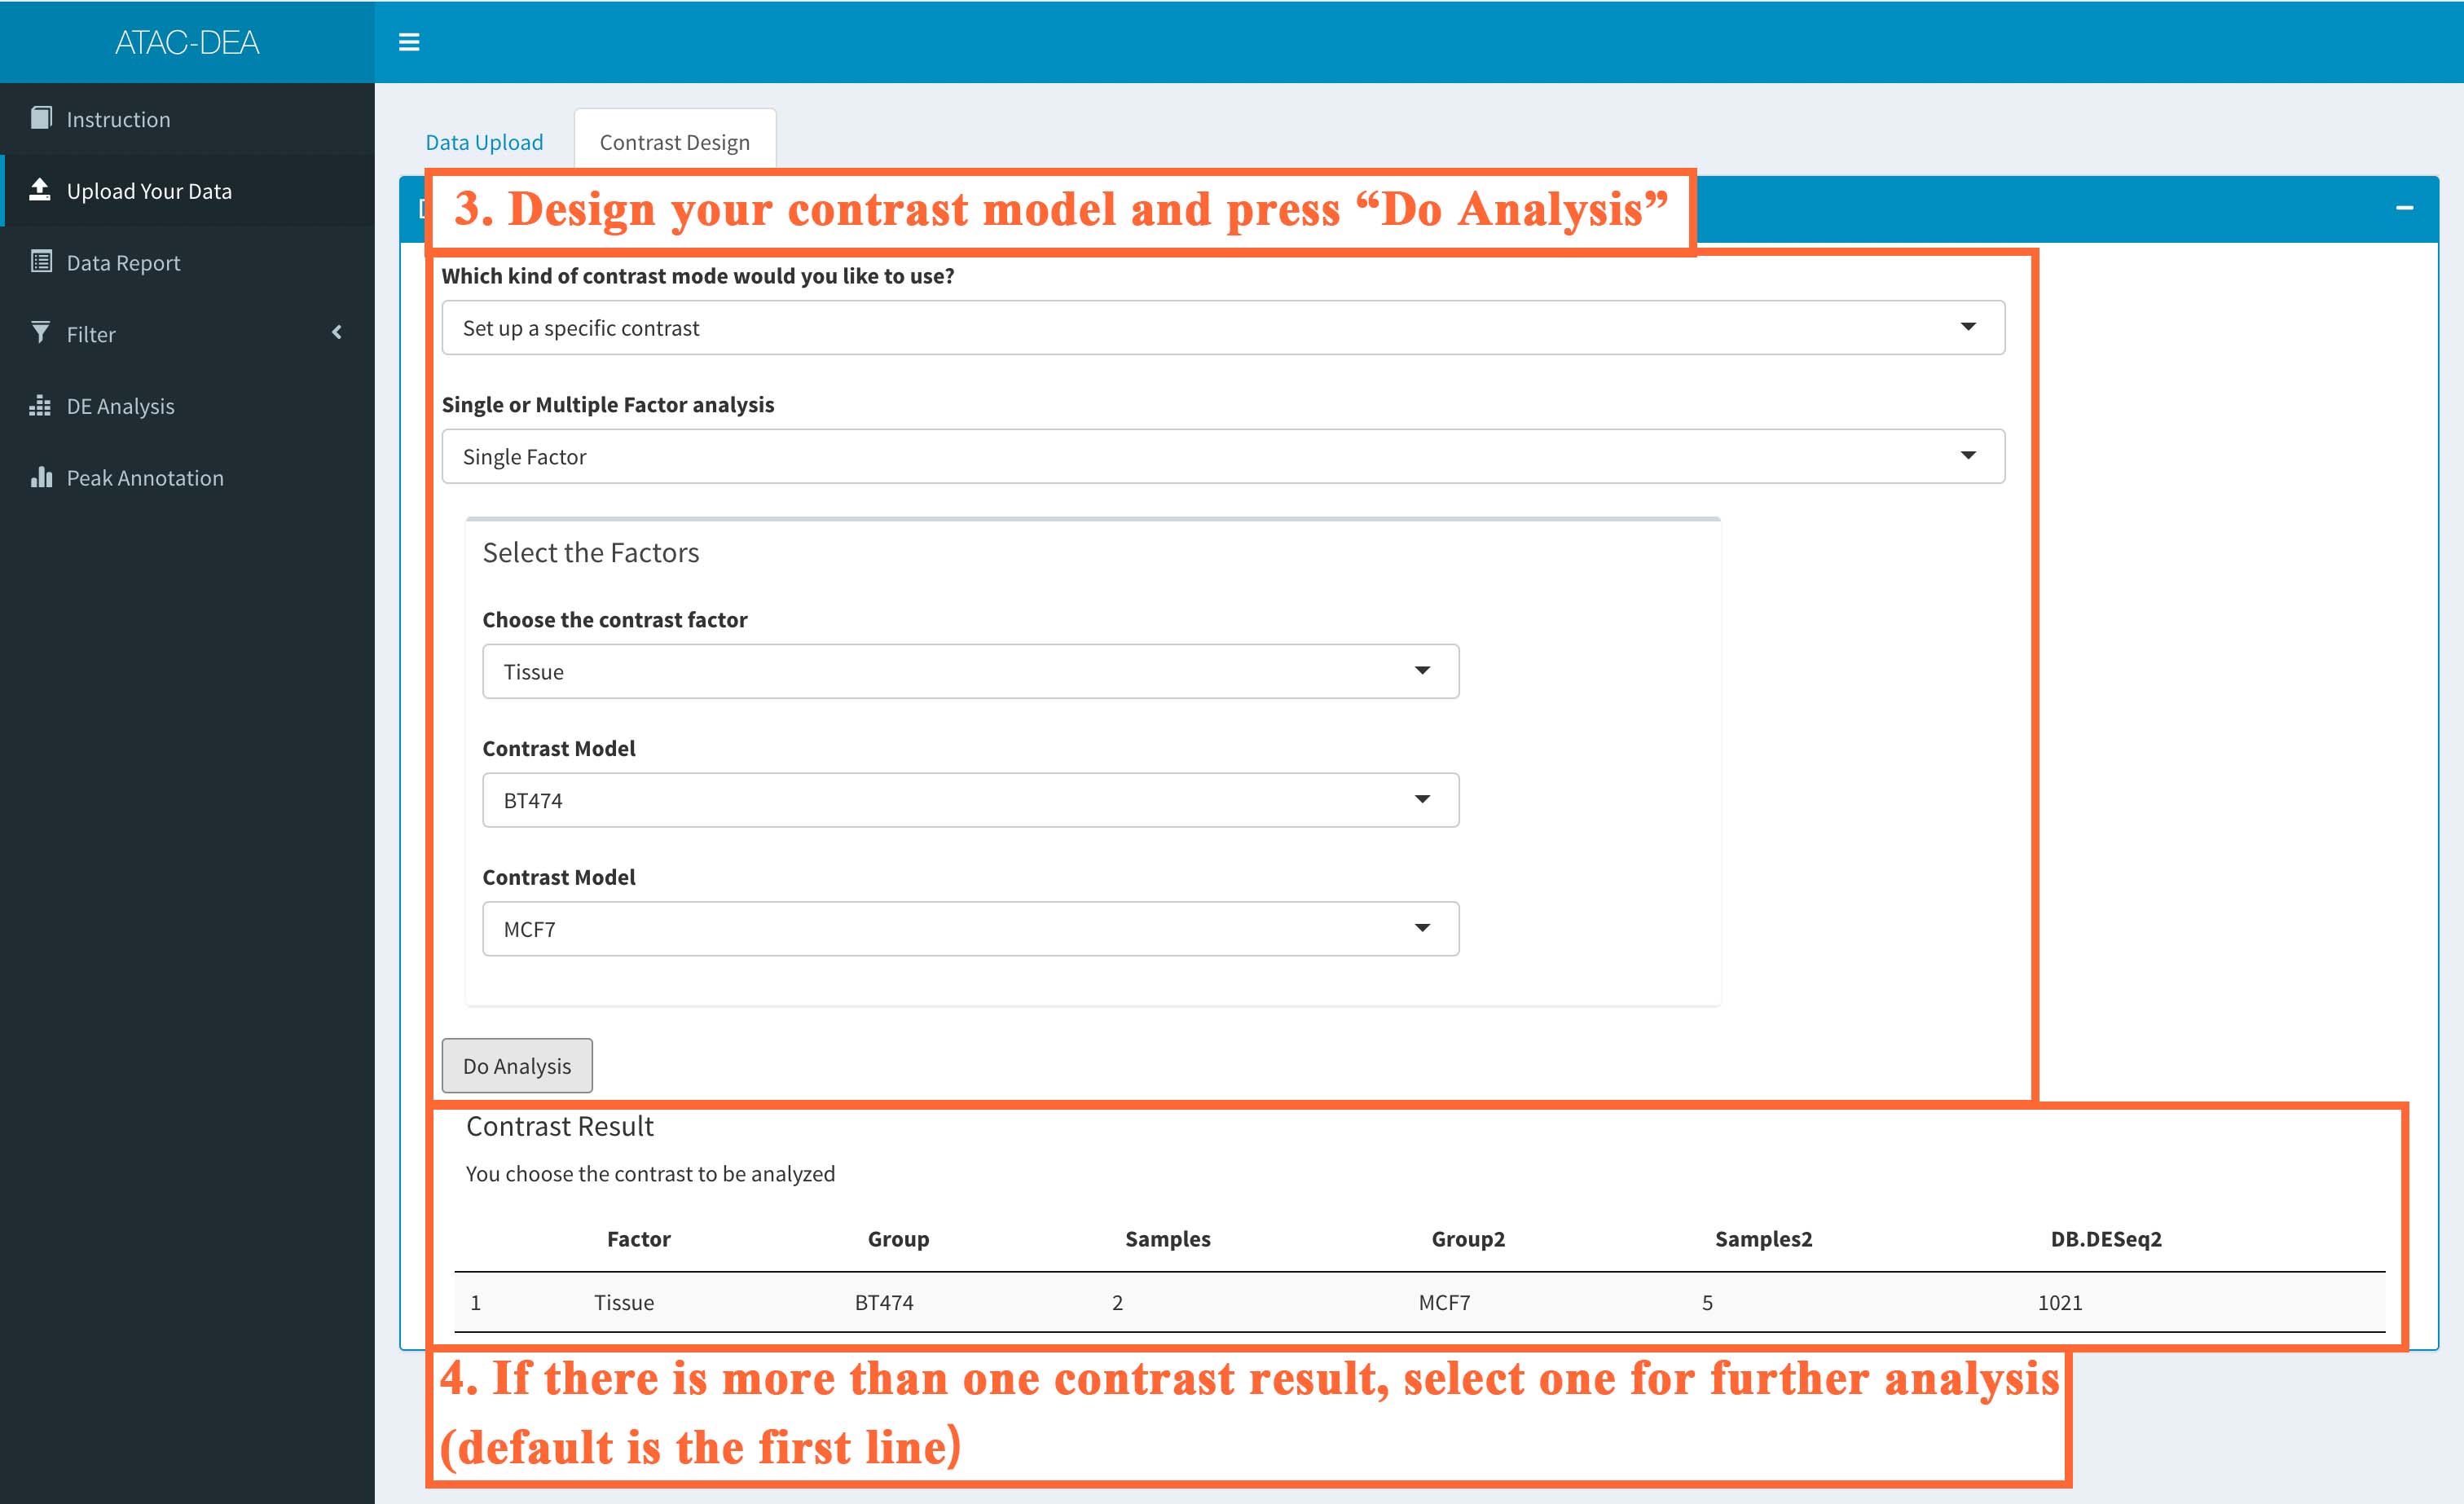 ATAC-DEA
Instruction
Upload Your Data
Data Report
Filter
DE Analysis
Peak Annotation
Data Upload
Contrast Design
3. Design your contrast model and press “Do Analysis”
Which kind of contrast mode would you like to use?
Set up a specific contrast
Single or Multiple Factor analysis
Single Factor
Select the Factors
Choose the contrast factor
Tissue
Contrast Model
BT474
Contrast Model
MCF7
Do Analysis
Contrast Result
You choose the contrast to be analyzed
Factor Group Samples Group2 Samples2 DB.DESeq2
1 Tissue BT474 2 MCF7 5 1021
4. If there is more than one contrast result, select one for further analysis
(default is the first line)